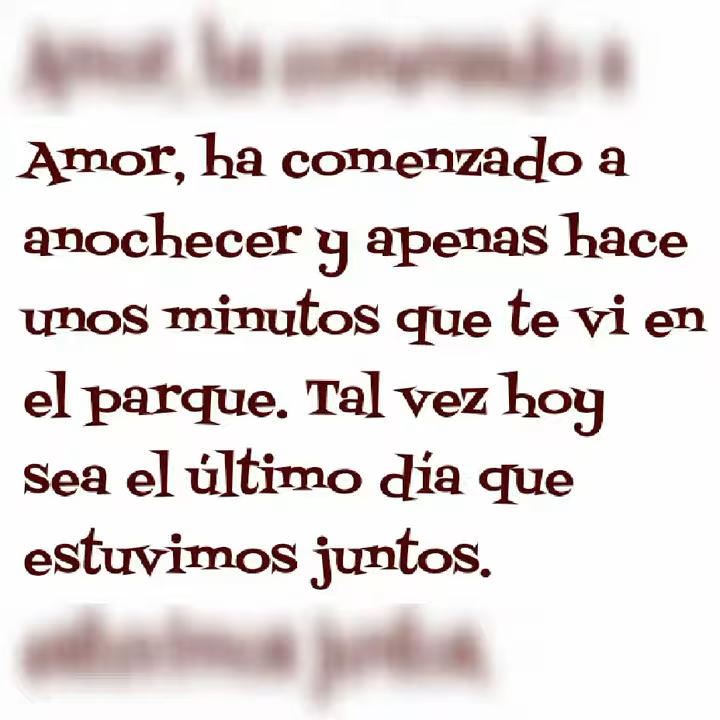 Amor, ha comenzado a
anochecer y apenas hace
unos minutos que te vi en
el parque. Tal vez hoy
sea el último día que
estuvimos juntos.